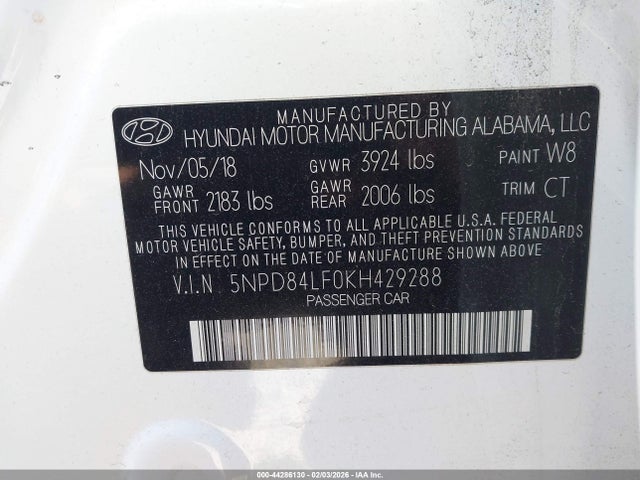 MANUFACTURED BY
HYUNDAI MOTOR MANUFACTURING ALABAMA, LLC
Nov/05/18 GVWR 3924 lbs PAINT W8
GAWR FRONT 2183 lbs GAWR REAR 2006 lbs TRIM CT
THIS VEHICLE CONFORMS TO ALL APPLICABLE U.S.A. FEDERAL
MOTOR VEHICLE SAFETY, BUMPER, AND THEFT PREVENTION STANDARDS
IN EFFECT ON THE DATE OF MANUFACTURE SHOWN ABOVE
V.I.N 5NPD84LF0KH429288
PASSENGER CAR
000-44286130 - 02/03/2026 - IAA Inc.